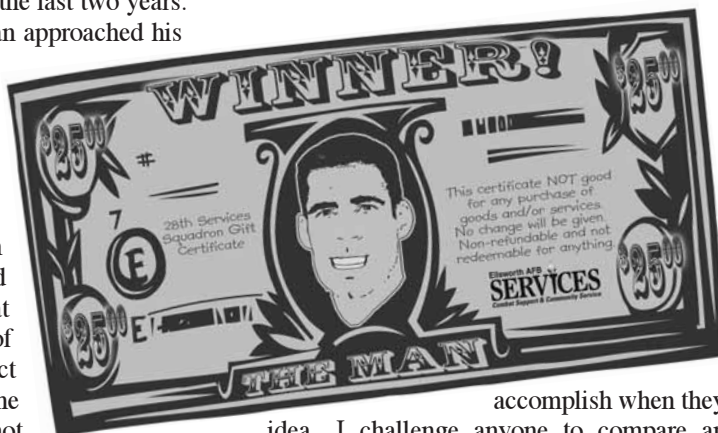 the last two years.
an approached his
WINNER!
$25.00
$25.00
#
7
28th Services
Squadron Gift
Certificate
E
E
This certificate NOT good
for any purchase of
goods and/or services.
No change will be given.
Non-refundable and not
redeemable for anything.
Ellsworth AFB
SERVICES
Combat Support & Community Service
$25.00
$25.00
THE MAN
d
of
accomplish when they
idea. I challenge anyone to compare